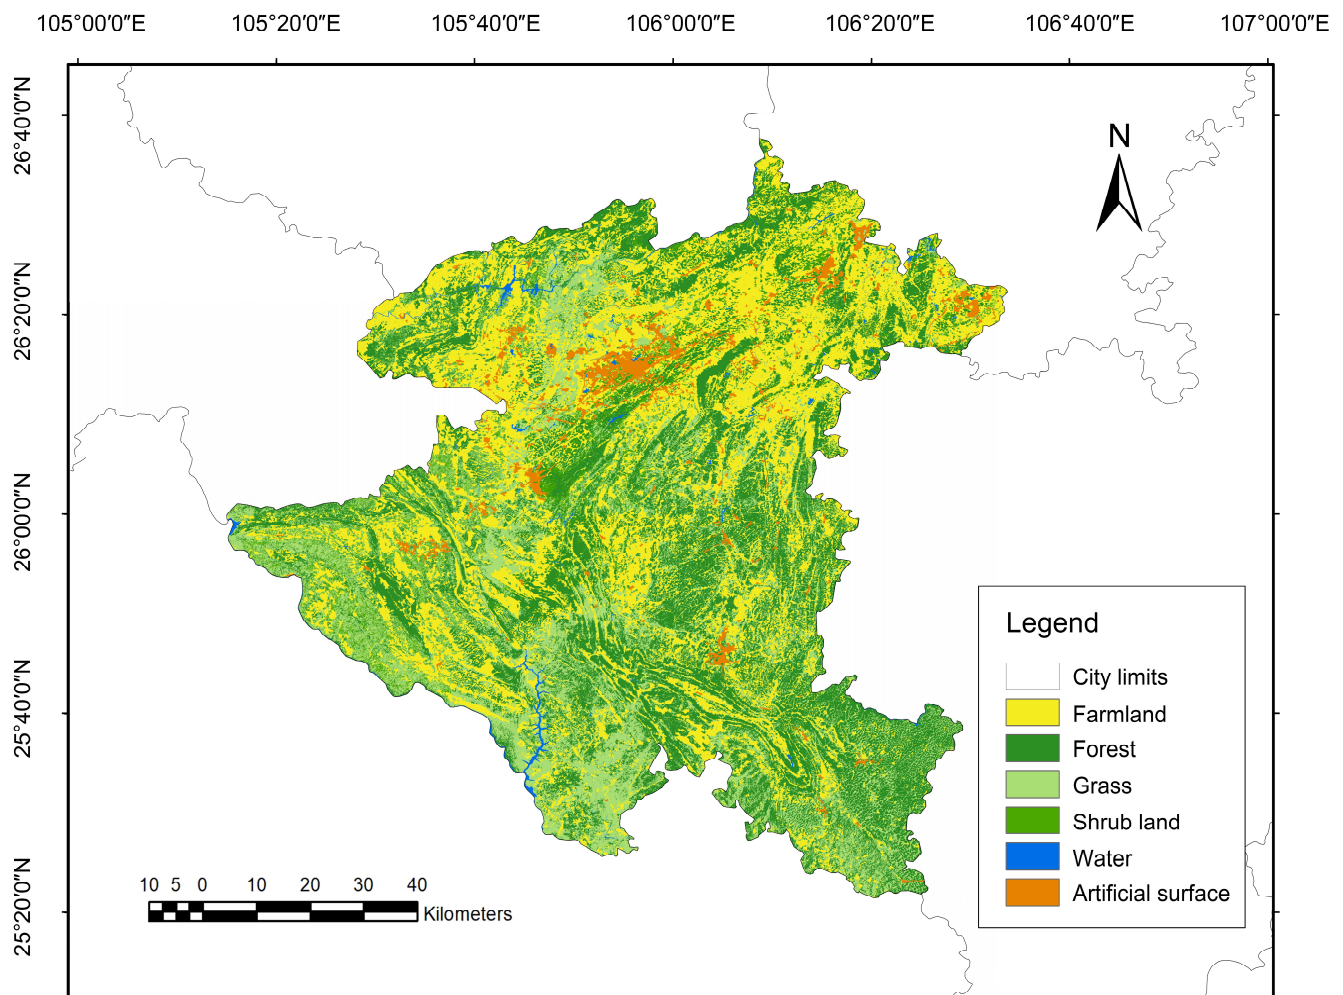 105°00′0″E 105°20′0″E 105°40′0″E 106°00′0″E 106°20′0″E 106°40′0″E 107°00′0″E
26°40′0″N
26°20′0″N
26°00′0″N
25°40′0″N
25°20′0″N
N
Legend
City limits
Farmland
Forest
Grass
Shrub land
Water
Artificial surface
10 5 0 10 20 30 40
Kilometers